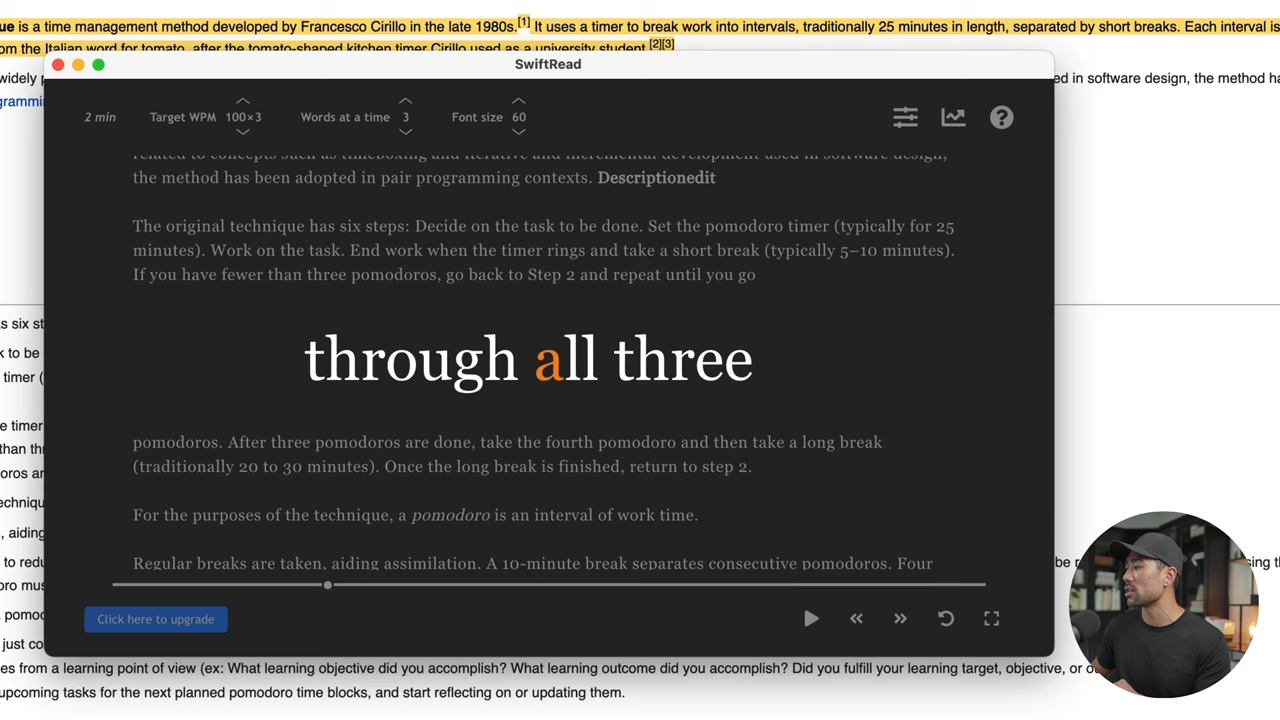 ue is a time management method developed by Francesco Cirillo in the late 1980s.[1] It uses a timer to break work into intervals, traditionally 25 minutes in length, separated by short breaks. Each interval is
om the Italian word for tomato, after the tomato-shaped kitchen timer Cirillo used as a university student.[2][3]
SwiftRead
widely
ed in software design, the method ha
grammi
2 min Target WPM 100×3 Words at a time 3 Font size 60
related to concepts such as timeboxing and iterative and incremental development used in software design,
the method has been adopted in pair programming contexts. Descriptionedit
The original technique has six steps: Decide on the task to be done. Set the pomodoro timer (typically for 25
minutes). Work on the task. End work when the timer rings and take a short break (typically 5–10 minutes).
If you have fewer than three pomodoros, go back to Step 2 and repeat until you go
as six st
through all three
k to be
timer (
e timer
pomodoros. After three pomodoros are done, take the fourth pomodoro and then take a long break
than thr
(traditionally 20 to 30 minutes). Once the long break is finished, return to step 2.
oros ar
echniqu
For the purposes of the technique, a pomodoro is an interval of work time.
, aiding
to redu
Regular breaks are taken, aiding assimilation. A 10-minute break separates consecutive pomodoros. Four
be
sing th
oro mus
Click here to upgrade
pomod
just co
es from a learning point of view (ex: What learning objective did you accomplish? What learning outcome did you accomplish? Did you fulfill your learning target, objective, or o
upcoming tasks for the next planned pomodoro time blocks, and start reflecting on or updating them.